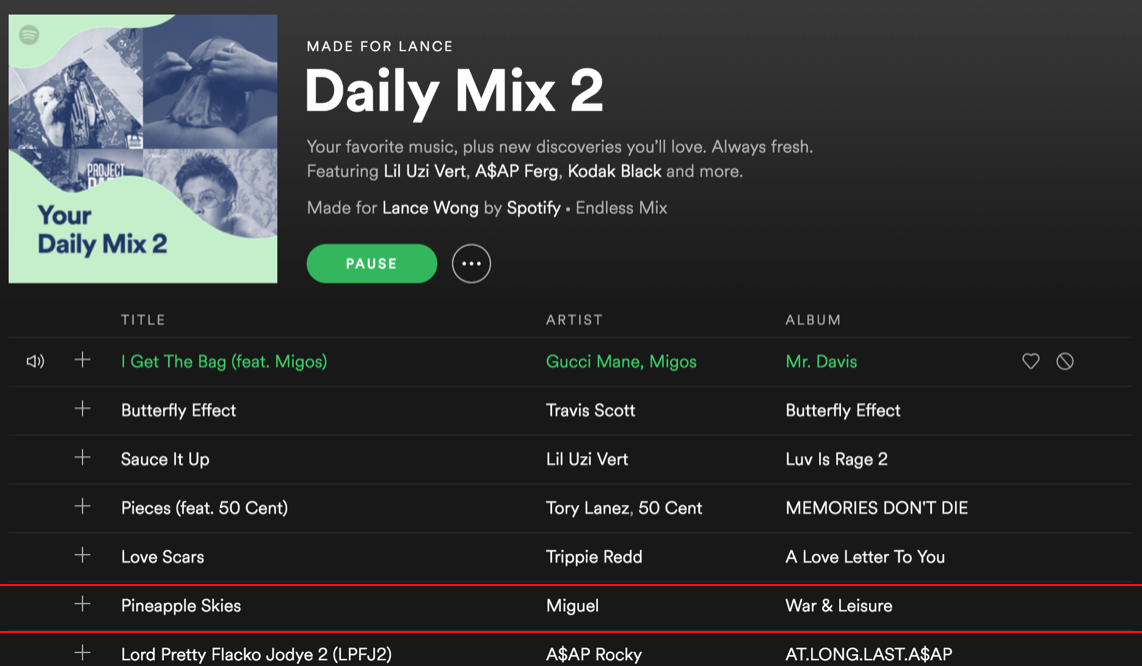 MADE FOR LANCE
Daily Mix 2
Your favorite music, plus new discoveries you'll love. Always fresh.
Featuring Lil Uzi Vert, A$AP Ferg, Kodak Black and more.
Made for Lance Wong by Spotify • Endless Mix
PAUSE
PROJECT
Your
Daily Mix 2
TITLE ARTIST ALBUM
I Get The Bag (feat. Migos) Gucci Mane, Migos Mr. Davis
Butterfly Effect Travis Scott Butterfly Effect
Sauce It Up Lil Uzi Vert Luv Is Rage 2
Pieces (feat. 50 Cent) Tory Lanez, 50 Cent MEMORIES DON'T DIE
Love Scars Trippie Redd A Love Letter To You
Pineapple Skies Miguel War & Leisure
Lord Pretty Flacko Jodye 2 (LPFJ2) A$AP Rocky AT.LONG.LAST.A$AP